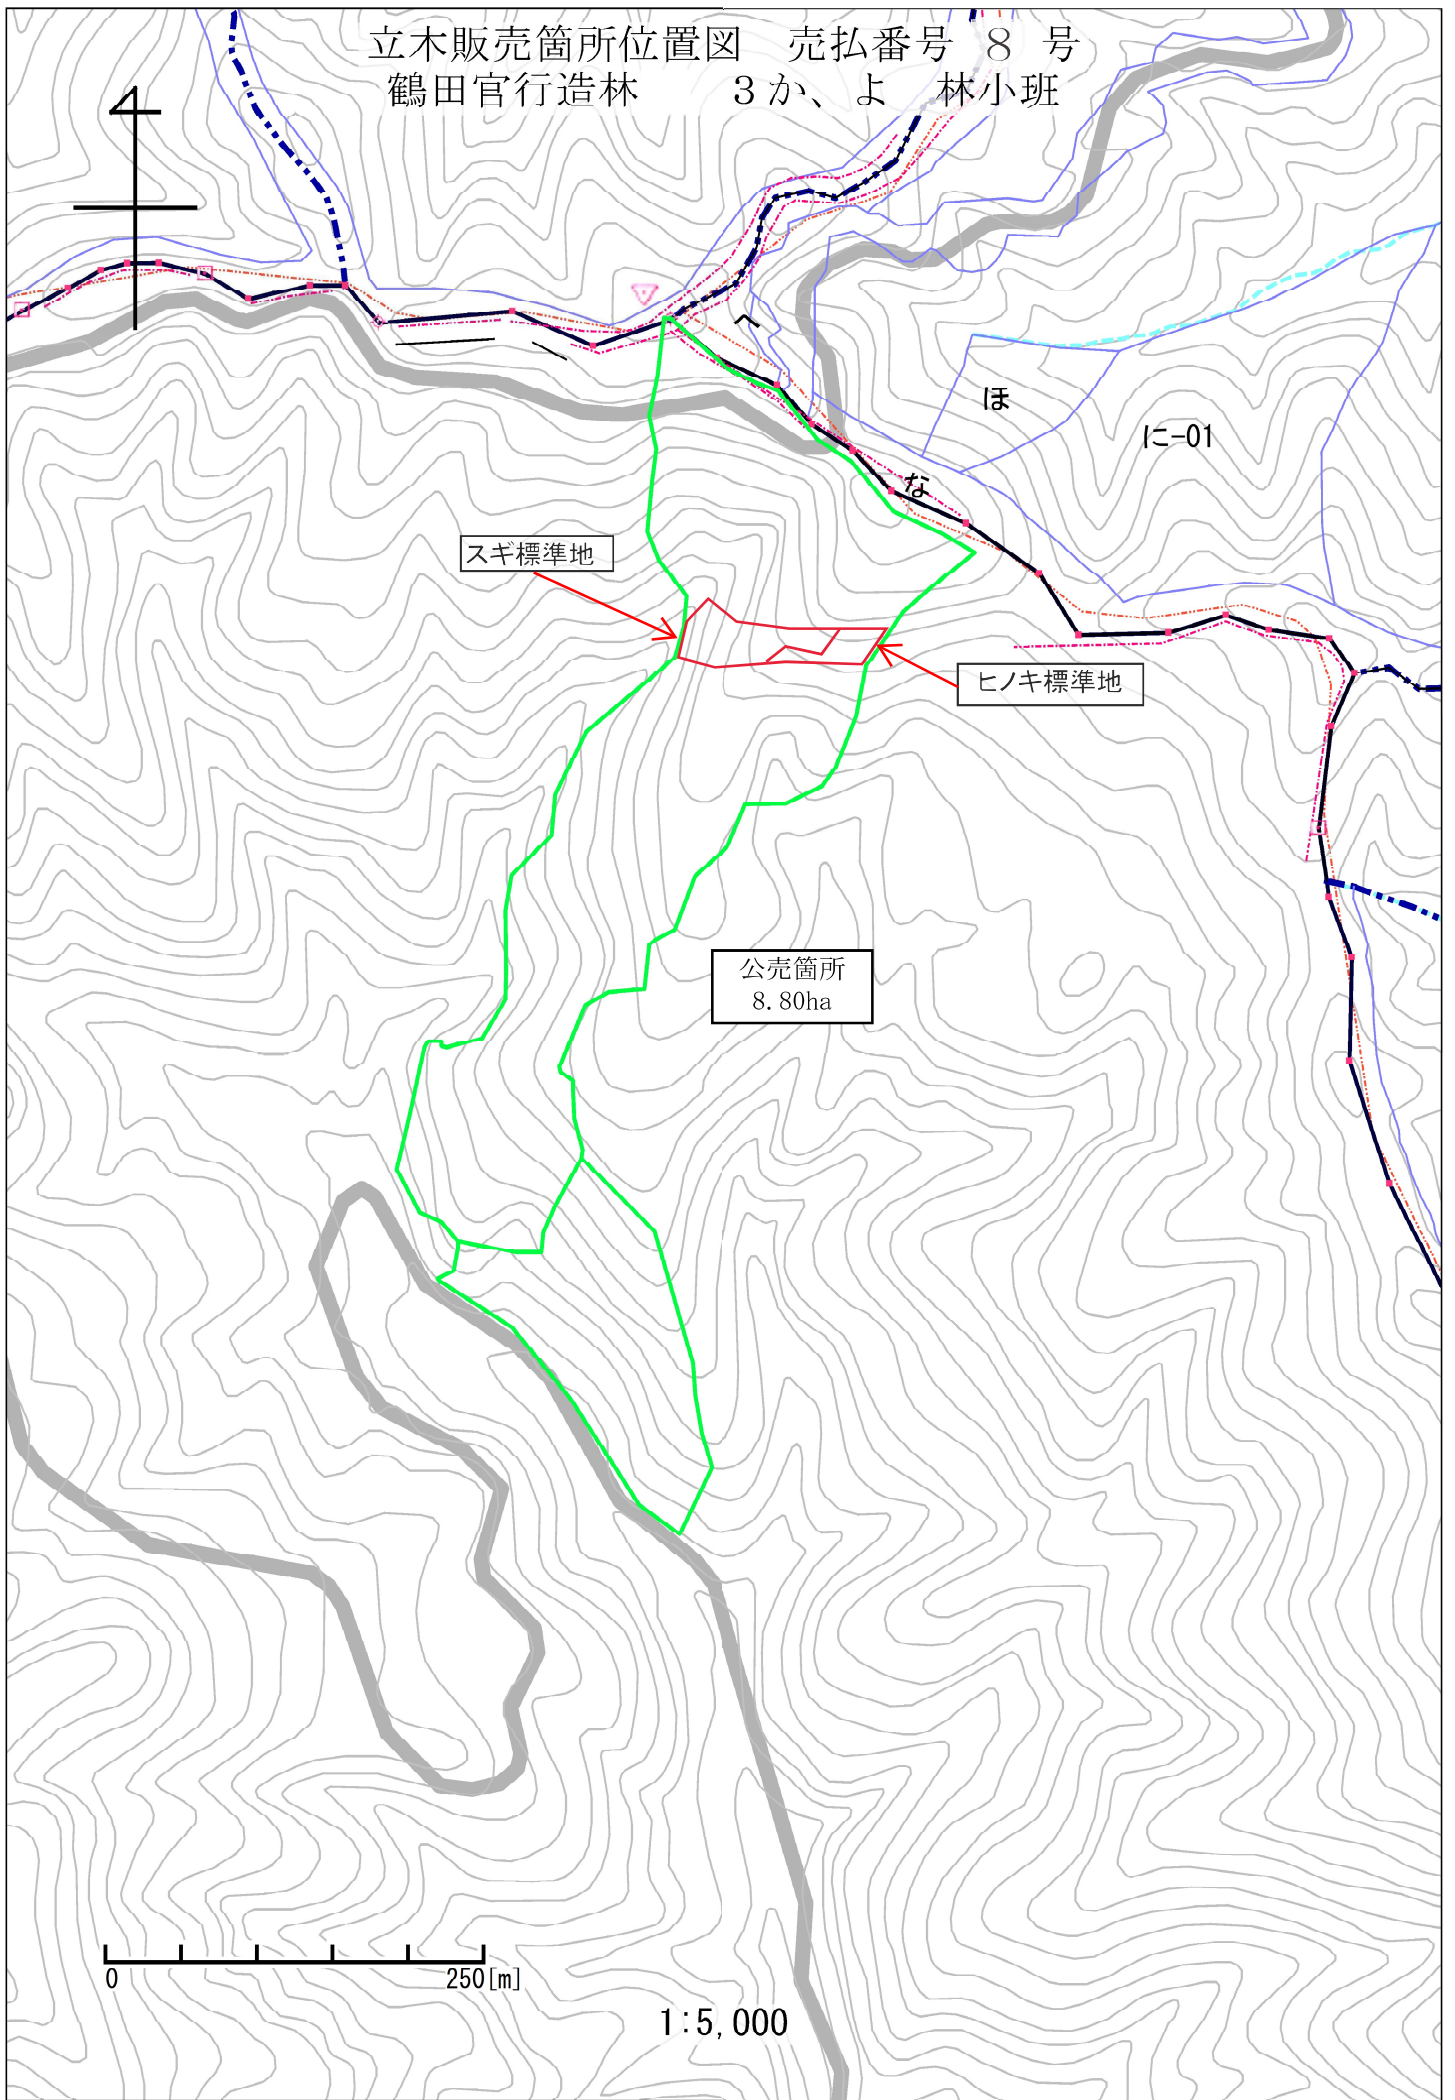 立木販売箇所位置図　売払番号　８　号
鶴田官行造林　　３か、よ　林小班
へ
ほ
に-01
な
スギ標準地
ヒノキ標準地
公売箇所
8.80ha
0 250[m]
1:5,000